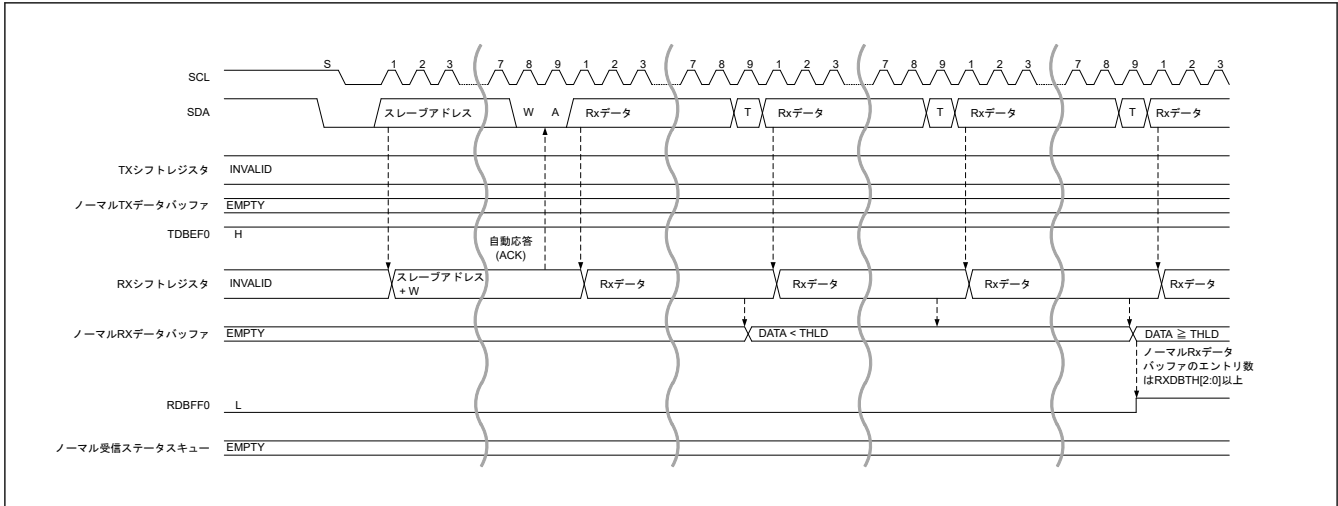 S 1 2 3 7 8 9 1 2 3 7 8 9 1 2 3 7 8 9 1 2 3 7 8 9 1 2 3
SCL
SDA スレーブアドレス W A Rxデータ T Rxデータ T Rxデータ T Rxデータ
TXシフトレジスタ INVALID
ノーマルTXデータバッファ EMPTY
TDBEF0 H
自動応答
(ACK)
RXシフトレジスタ INVALID スレーブアドレス
+ W
Rxデータ Rxデータ Rxデータ Rxデータ
ノーマルRXデータバッファ EMPTY DATA < THLD DATA ≧ THLD
ノーマルRxデータ
バッファのエントリ数
はRXDBTH[2:0]以上
RDBFF0 L
ノーマル受信ステータスキュー EMPTY